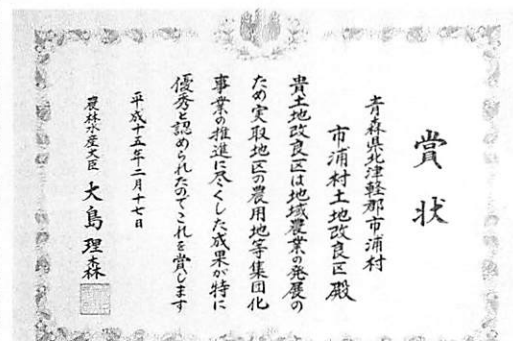 賞状
青森県北津軽郡市浦村
市浦村土地改良区殿
貴土地改良区は地域農業の発展の
ため実取地区の農用地等集団化
事業の推進に尽くした成果が特に
優秀と認められたのでこれを賞します
平成十五年二月十七日
農林水産大臣 大島理森